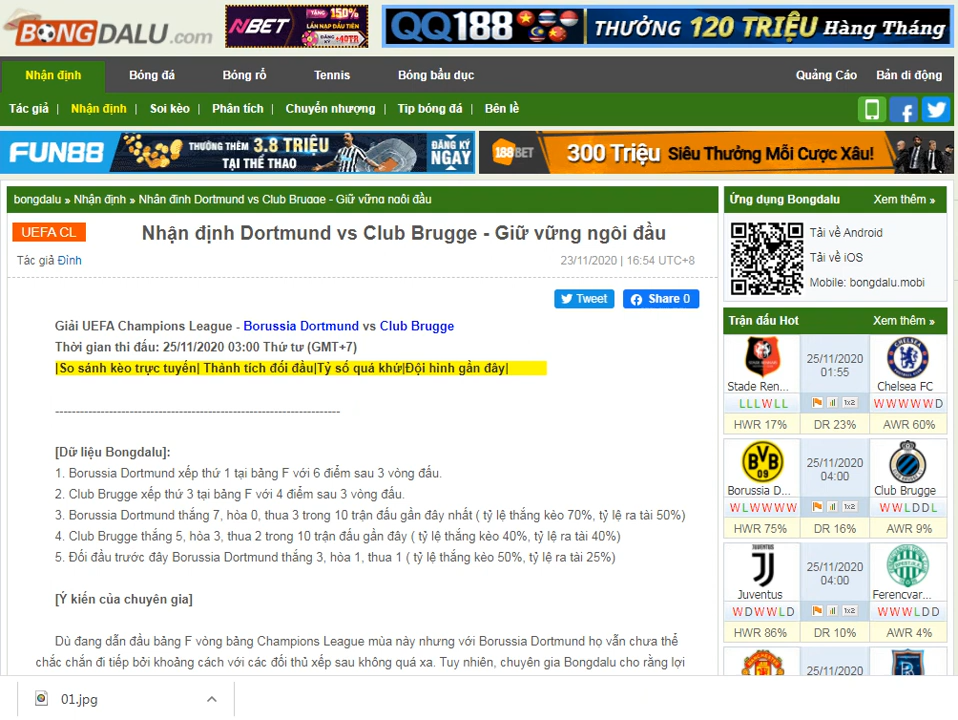 BONGDALU.com
NBET
TẶNG 150%
LẦN NẠP ĐẦU TIÊN
ĐĂNG KÝ +40TR
QQ188 THƯỞNG 120 TRIỆU Hàng Tháng
Nhận định Bóng đá Bóng rổ Tennis Bóng bầu dục Quảng Cáo Bản di động
Tác giả | Nhận định | Soi kèo | Phân tích | Chuyển nhượng | Tip bóng đá | Bên lề
FUN88 THƯỞNG THÊM 3.8 TRIỆU TẠI THỂ THAO ĐĂNG KÝ NGAY
188BET 300 Triệu Siêu Thưởng Mỗi Cược Xâu!
bongdalu » Nhận định » Nhân đinh Dortmund vs Club Brugge - Giữ vững ngôi đầu
UEFA CL
Nhận định Dortmund vs Club Brugge - Giữ vững ngôi đầu
Tác giả Đình
23/11/2020 | 16:54 UTC+8
Tweet Share 0
Giải UEFA Champions League - Borussia Dortmund vs Club Brugge
Thời gian thi đấu: 25/11/2020 03:00 Thứ tư (GMT+7)
|So sánh kèo trực tuyến| Thành tích đối đầu|Tỷ số quá khứ|Đội hình gần đây|
--------------------------------------------------------------------
[Dữ liệu Bongdalu]:
1. Borussia Dortmund xếp thứ 1 tại bảng F với 6 điểm sau 3 vòng đấu.
2. Club Brugge xếp thứ 3 tại bảng F với 4 điểm sau 3 vòng đấu.
3. Borussia Dortmund thắng 7, hòa 0, thua 3 trong 10 trận đấu gần đây nhất ( tỷ lệ thắng kèo 70%, tỷ lệ ra tài 50%)
4. Club Brugge thắng 5, hòa 3, thua 2 trong 10 trận đấu gần đây ( tỷ lệ thắng kèo 40%, tỷ lệ ra tài 40%)
5. Đối đầu trước đây Borussia Dortmund thắng 3, hòa 1, thua 1 ( tỷ lệ thắng kèo 50%, tỷ lệ ra tài 25%)
[Ý kiến của chuyên gia]
Dù đang dẫn đầu bảng F vòng bảng Champions League mùa này nhưng với Borussia Dortmund họ vẫn chưa thể
chắc chắn đi tiếp bởi khoảng cách với các đối thủ xếp sau không quá xa. Tuy nhiên, chuyên gia Bongdalu cho rằng lợi
Ứng dụng Bongdalu Xem thêm »
Tải về Android
Tải về iOS
Mobile: bongdalu.mobi
Trận đấu Hot Xem thêm »
25/11/2020
01:55
Stade Ren... Chelsea FC
LLLWLL 1x2 WWWWWD
HWR 17% DR 23% AWR 60%
25/11/2020
04:00
Borussia D... Club Brugge
WLWWWW 1x2 WWLDDL
HWR 75% DR 16% AWR 9%
25/11/2020
04:00
Juventus Ferencvar...
WDWWLD 1x2 WWWLDD
HWR 86% DR 10% AWR 4%
25/11/2020
01.jpg